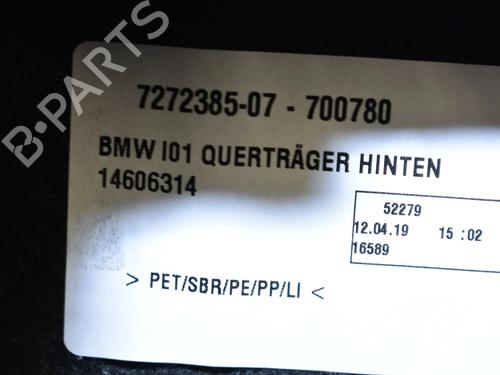 B-PARTS
7272385-07 - 700780
BMW I01 QUERTRÄGER HINTEN
14606314
52279
12.04.19 15 :02
16589
> PET/SBR/PE/PP/LI <